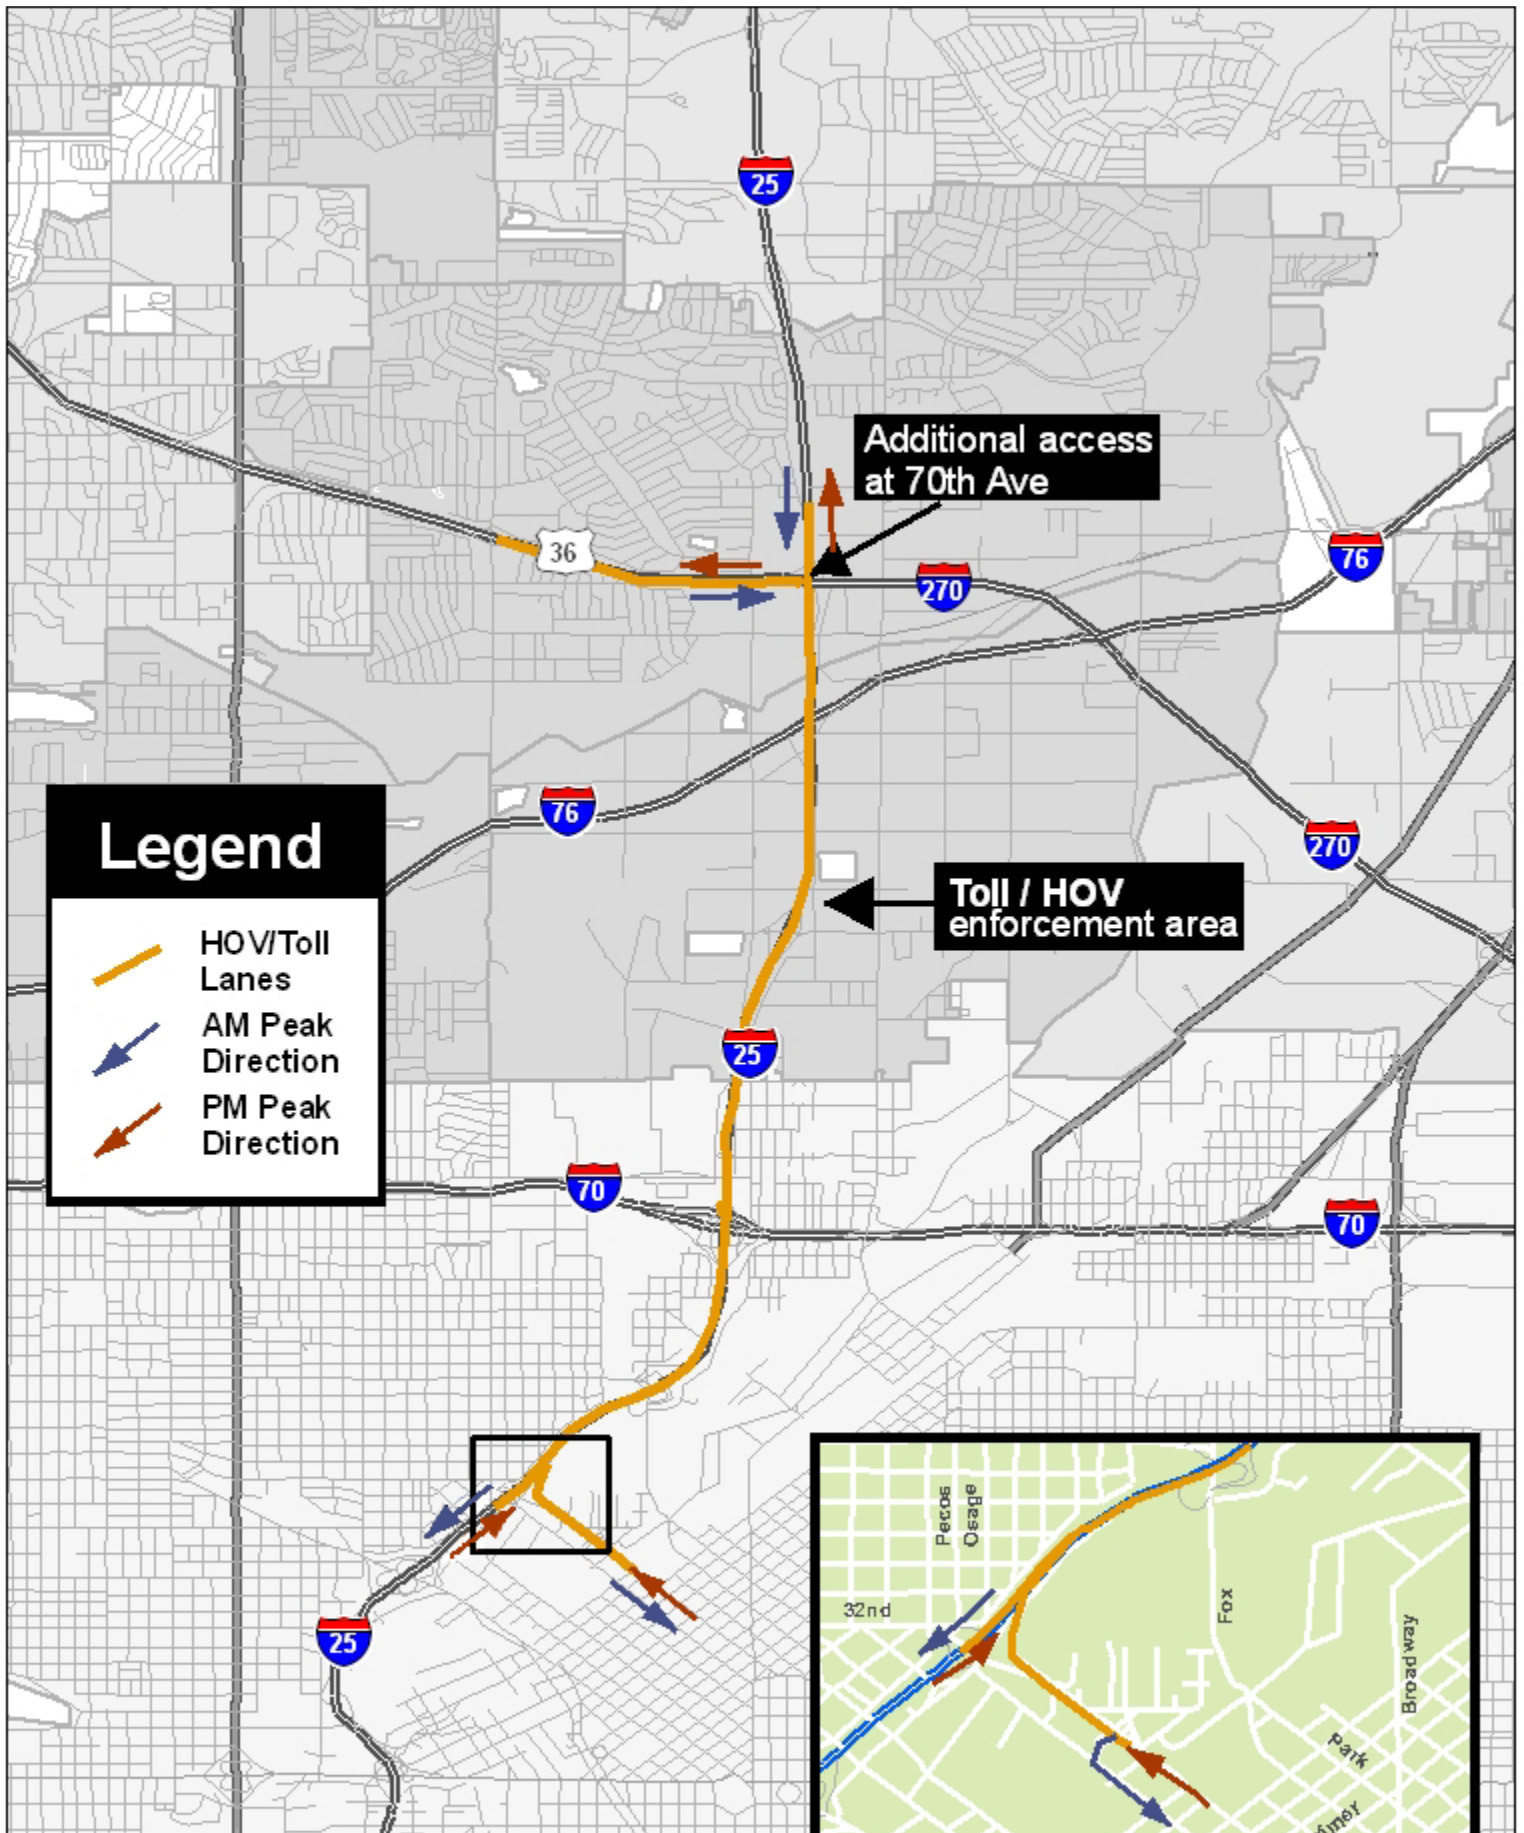 25
Additional access
at 70th Ave
36
270
76
76
270
Legend
HOV/Toll
Lanes
AM Peak
Direction
PM Peak
Direction
Toll / HOV
enforcement area
25
70
70
25
Pecos
Osage
32nd
Fox
Broadway
Park